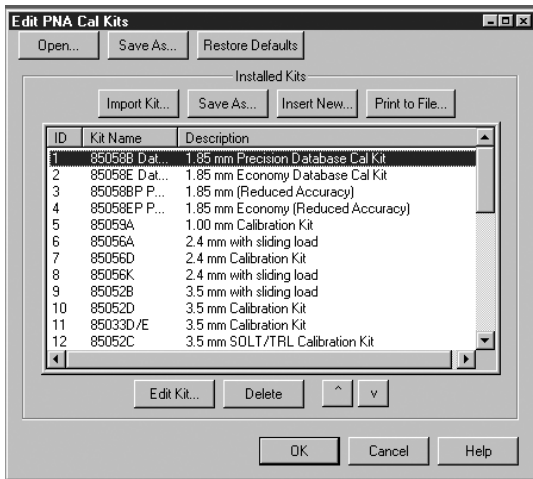 Edit PNA Cal Kits
Open... Save As... Restore Defaults
Installed Kits
Import Kit... Save As... Insert New... Print to File...
ID Kit Name Description
1 85058B Dat... 1.85 mm Precision Database Cal Kit
2 85058E Dat... 1.85 mm Economy Database Cal Kit
3 85058BP P... 1.85 mm (Reduced Accuracy)
4 85058EP P... 1.85 mm Economy (Reduced Accuracy)
5 85059A 1.00 mm Calibration Kit
6 85056A 2.4 mm with sliding load
7 85056D 2.4 mm Calibration Kit
8 85056K 2.4 mm with sliding load
9 85052B 3.5 mm with sliding load
10 85052D 3.5 mm Calibration Kit
11 85033D/E 3.5 mm Calibration Kit
12 85052C 3.5 mm SOLT/TRL Calibration Kit
Edit Kit... Delete ^ v
OK Cancel Help